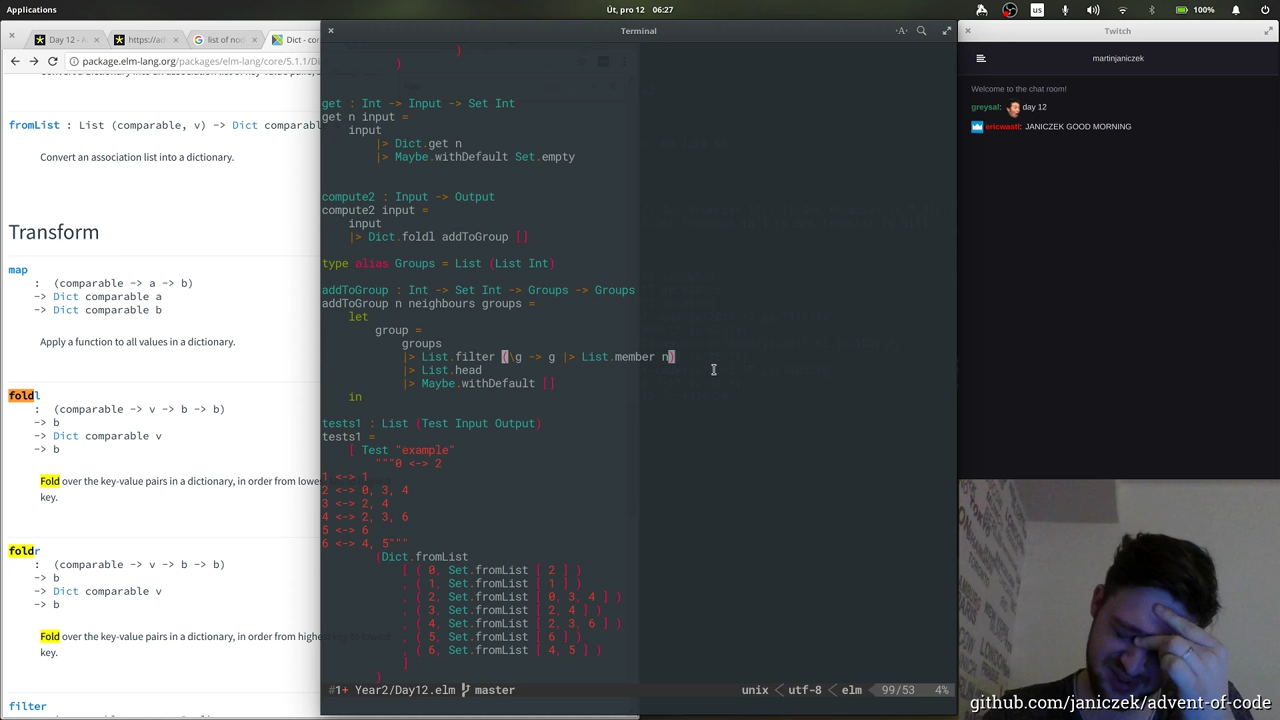 Applications
Út, pro 12 06:27
us
100%
Day 12 - A
https://ad
list of no
Dict - co
Terminal
Twitch
package.elm-lang.org/packages/elm-lang/core/5.1.1/Di
martinjaniczek
Welcome to the chat room!
greysal: day 12
ericwastl: JANICZEK GOOD MORNING
fromList : List (comparable, v) -> Dict comparabl
Convert an association list into a dictionary.
Transform
map
: (comparable -> a -> b)
-> Dict comparable a
-> Dict comparable b
Apply a function to all values in a dictionary.
foldl
: (comparable -> v -> b -> b)
-> b
-> Dict comparable v
-> b
Fold over the key-value pairs in a dictionary, in order from lowe
key.
foldr
: (comparable -> v -> b -> b)
-> b
-> Dict comparable v
-> b
Fold over the key-value pairs in a dictionary, in order from high
key.
filter
)
)
get : Int -> Input -> Set Int
get n input =
input
|> Dict.get n
|> Maybe.withDefault Set.empty
compute2 : Input -> Output
compute2 input =
input
|> Dict.foldl addToGroup []
type alias Groups = List (List Int)
addToGroup : Int -> Set Int -> Groups -> Groups
addToGroup n neighbours groups =
let
group =
groups
|> List.filter (\g -> g |> List.member n)
|> List.head
|> Maybe.withDefault []
in
tests1 : List (Test Input Output)
tests1 =
[ Test "example"
"""0 <-> 2
1 <-> 1
2 <-> 0, 3, 4
3 <-> 2, 4
4 <-> 2, 3, 6
5 <-> 6
6 <-> 4, 5"""
(Dict.fromList
[ ( 0, Set.fromList [ 2 ] )
, ( 1, Set.fromList [ 1 ] )
, ( 2, Set.fromList [ 0, 3, 4 ] )
, ( 3, Set.fromList [ 2, 4 ] )
, ( 4, Set.fromList [ 2, 3, 6 ] )
, ( 5, Set.fromList [ 6 ] )
, ( 6, Set.fromList [ 4, 5 ] )
]
)
#1+ Year2/Day12.elm master
unix < utf-8 < elm 99/53 4%
github.com/janiczek/advent-of-code